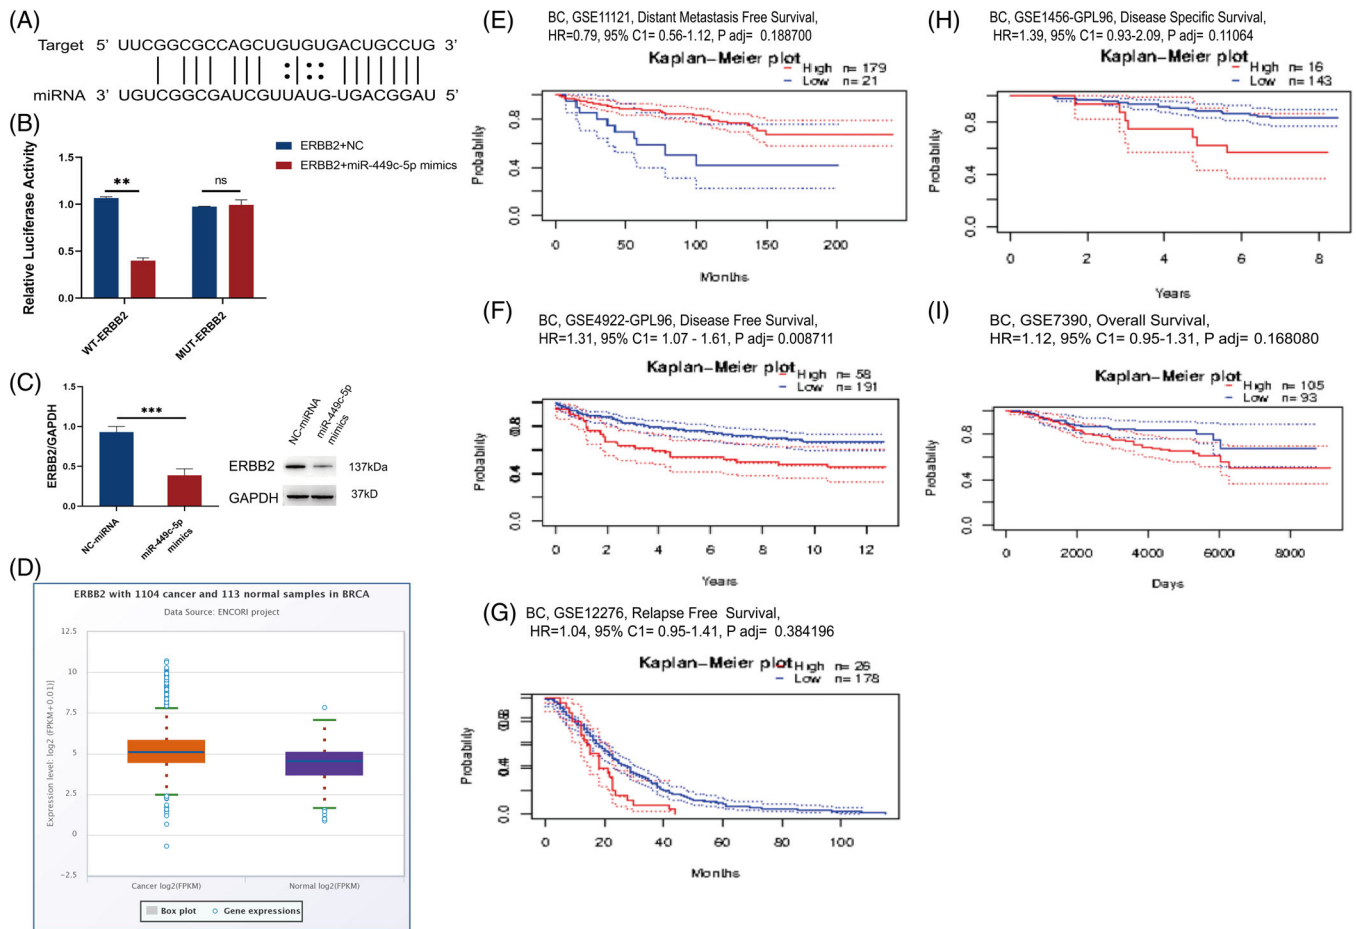 (A)
Target 5' UUCGGCGCCAGCUGUGUGACUGCCUG 3'
miRNA 3' UGUCGGCGAUCGUUAUG-UGACGGAU 5'
(B)
Relative Luciferase Activity
1.5
1.0
0.5
0.0
**
ns
WT-ERBB2
MUT-ERBB2
ERBB2+NC
ERBB2+miR-449c-5p mimics
(C)
ERBB2/GAPDH
1.5
1.0
0.5
0.0
***
NC-miRNA
miR-449c-5p
mimics
NC-miRNA
miR-449c-5p
mimics
ERBB2
137kDa
GAPDH
37kD
(D)
ERBB2 with 1104 cancer and 113 normal samples in BRCA
Data Source: ENCORI project
Expression level: log2 (FPKM+0.01)]
12.5
10
7.5
5
2.5
0
−2.5
Cancer log2(FPKM)
Normal log2(FPKM)
Box plot
Gene expressions
(E)
BC, GSE11121, Distant Metastasis Free Survival,
HR=0.79, 95% C1= 0.56-1.12, P adj= 0.188700
Kaplan−Meier plot
High n= 179
Low n= 21
Probability
0.8
0.4
0.0
0 50 100 150 200
Months
(F)
BC, GSE4922-GPL96, Disease Free Survival,
HR=1.31, 95% C1= 1.07 - 1.61, P adj= 0.008711
Kaplan−Meier plot
High n= 58
Low n= 191
Probability
0.8
0.4
0.0
0 2 4 6 8 10 12
Years
(G)
BC, GSE12276, Relapse Free Survival,
HR=1.04, 95% C1= 0.95-1.41, P adj= 0.384196
Kaplan−Meier plot
High n= 26
Low n= 178
Probability
0.8
0.4
0.0
0 20 40 60 80 100
Months
(H)
BC, GSE1456-GPL96, Disease Specific Survival,
HR=1.39, 95% C1= 0.93-2.09, P adj= 0.11064
Kaplan−Meier plot
High n= 16
Low n= 143
Probability
0.8
0.4
0.0
0 2 4 6 8
Years
(I)
BC, GSE7390, Overall Survival,
HR=1.12, 95% C1= 0.95-1.31, P adj= 0.168080
Kaplan−Meier plot
High n= 105
Low n= 93
Probability
0.8
0.4
0.0
0 2000 4000 6000 8000
Days